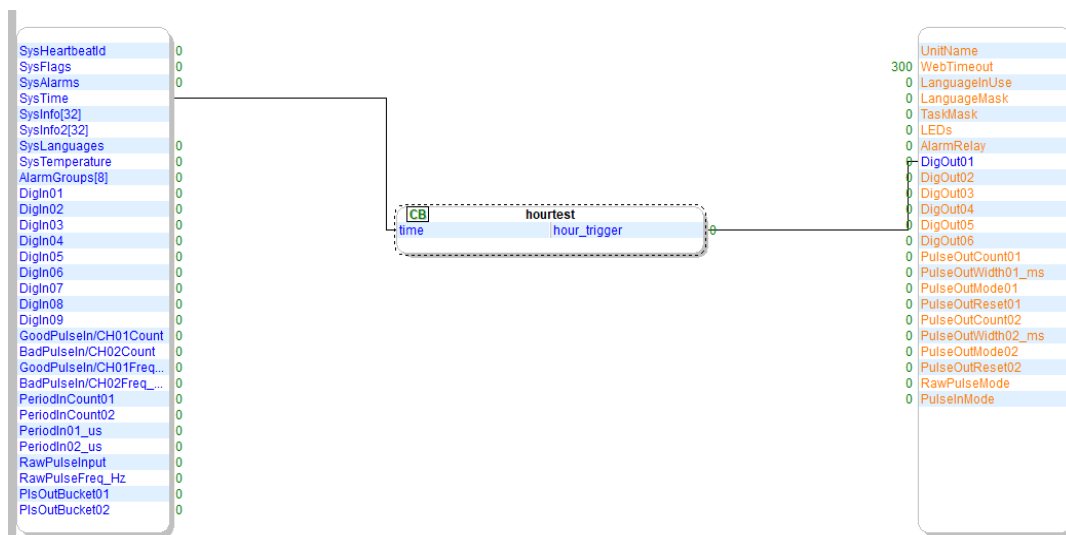 SysHeartbeatId 0
SysFlags 0
SysAlarms 0
SysTime
SysInfo[32]
SysInfo2[32]
SysLanguages 0
SysTemperature 0
AlarmGroups[8] 0
DigIn01 0
DigIn02 0
DigIn03 0
DigIn04 0
DigIn05 0
DigIn06 0
DigIn07 0
DigIn08 0
DigIn09 0
GoodPulseIn/CH01Count 0
BadPulseIn/CH02Count 0
GoodPulseIn/CH01Freq... 0
BadPulseIn/CH02Freq_... 0
PeriodInCount01 0
PeriodInCount02 0
PeriodIn01_us 0
PeriodIn02_us 0
RawPulseInput 0
RawPulseFreq_Hz 0
PlsOutBucket01 0
PlsOutBucket02 0
CB hourtest
time hour_trigger 0
UnitName
300 WebTimeout
0 LanguageInUse
0 LanguageMask
0 TaskMask
0 LEDs
0 AlarmRelay
0 DigOut01
0 DigOut02
0 DigOut03
0 DigOut04
0 DigOut05
0 DigOut06
0 PulseOutCount01
0 PulseOutWidth01_ms
0 PulseOutMode01
0 PulseOutReset01
0 PulseOutCount02
0 PulseOutWidth02_ms
0 PulseOutMode02
0 PulseOutReset02
0 RawPulseMode
0 PulseInMode